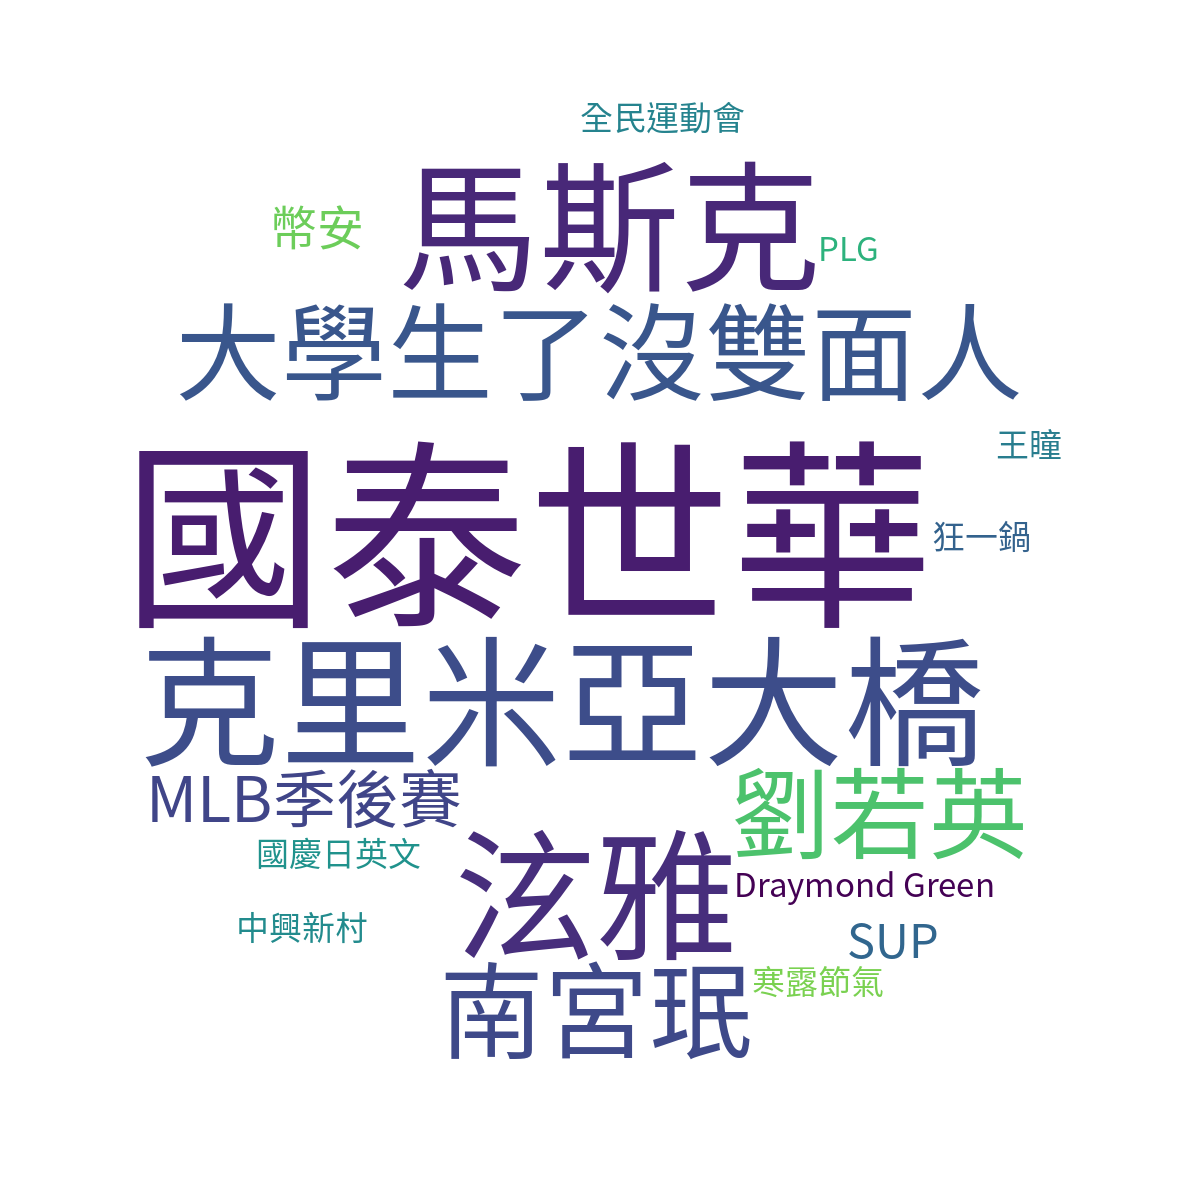 全民運動會
馬斯克
幣安
PLG
大學生了沒雙面人
王瞳
國泰世華
狂一鍋
克里米亞大橋
MLB季後賽
劉若英
泫雅
國慶日英文
Draymond Green
中興新村
SUP
南宮珉
寒露節氣